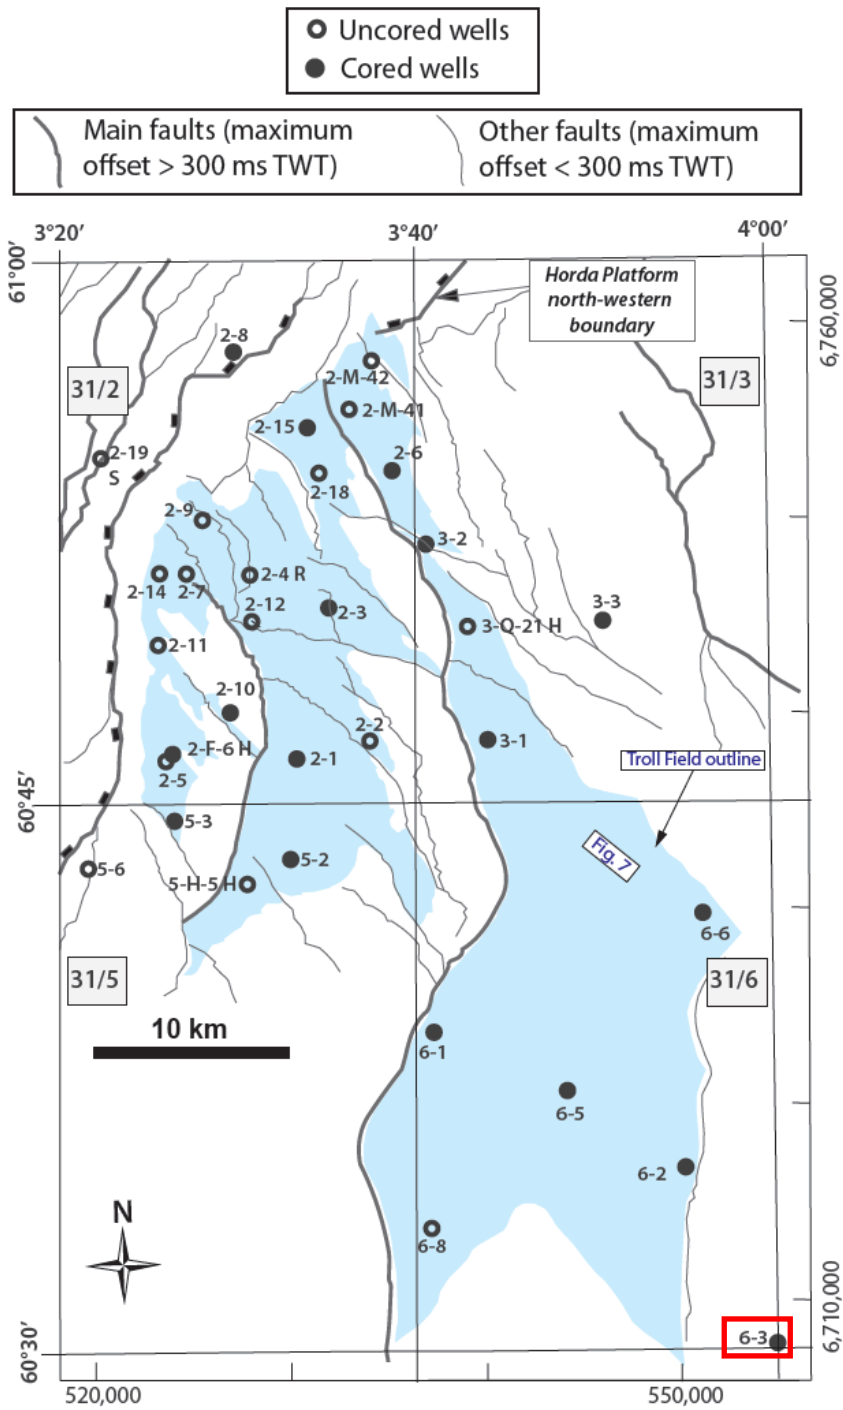 Uncored wells
Cored wells
Main faults (maximum
offset > 300 ms TWT)
Other faults (maximum
offset < 300 ms TWT)
3°20′
3°40′
4°00′
61°00′
Horda Platform
north-western
boundary
6,760,000
2-8
31/2
2-M-42
31/3
2-M-41
2-15
2-19
S
2-6
2-18
2-9
3-2
2-14
2-7
2-4 R
2-12
2-3
3-3
3-Q-21 H
2-11
2-10
2-2
2-F-6 H
3-1
2-1
2-5
Troll Field outline
60°45′
5-3
Fig. 7
5-2
5-6
5-H-5 H
6-6
31/5
31/6
10 km
6-1
6-5
6-2
N
6-8
6-3
6,710,000
60°30′
520,000
550,000